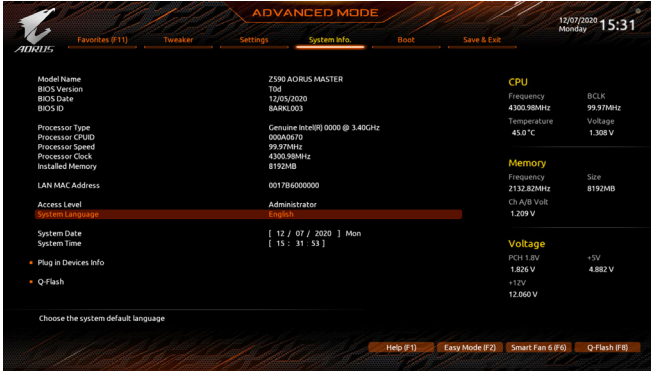 ADVANCED MODE
12/07/2020 Monday 15:31
AORUS
Favorites (F11) Tweaker Settings System Info. Boot Save & Exit
Model Name Z590 AORUS MASTER
BIOS Version T0d
BIOS Date 12/05/2020
BIOS ID 8ARKL003
Processor Type Genuine Intel(R) 0000 @ 3.40GHz
Processor CPUID 000A0670
Processor Speed 99.97MHz
Processor Clock 4300.98MHz
Installed Memory 8192MB
LAN MAC Address 0017B6000000
Access Level Administrator
System Language English
System Date [ 12 / 07 / 2020 ] Mon
System Time [ 15 : 31 : 53 ]
Plug in Devices Info
Q-Flash
Choose the system default language
CPU
Frequency BCLK
4300.98MHz 99.97MHz
Temperature Voltage
45.0 °C 1.308 V
Memory
Frequency Size
2132.82MHz 8192MB
Ch A/B Volt
1.209 V
Voltage
PCH 1.8V +5V
1.826 V 4.882 V
+12V
12.060 V
Help (F1) Easy Mode (F2) Smart Fan 6 (F6) Q-Flash (F8)